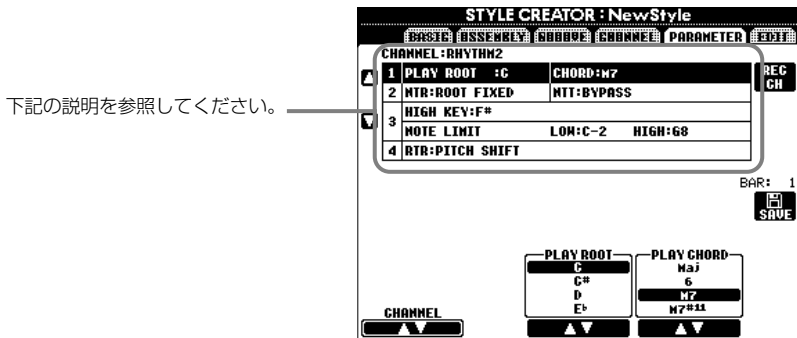 STYLE CREATOR : NewStyle
BASIC ASSEMBLY GROOVE CHANNEL PARAMETER EDIT
CHANNEL:RHYTHM2
1 PLAY ROOT :C CHORD:M7
REC CH
2 NTR:ROOT FIXED NTT:BYPASS
下記の説明を参照してください。
3 HIGH KEY:F#
NOTE LIMIT LOW:C-2 HIGH:G8
4 RTR:PITCH SHIFT
BAR: 1
SAVE
PLAY ROOT PLAY CHORD
C Maj
C# 6
D M7
E♭ M7#11
CHANNEL